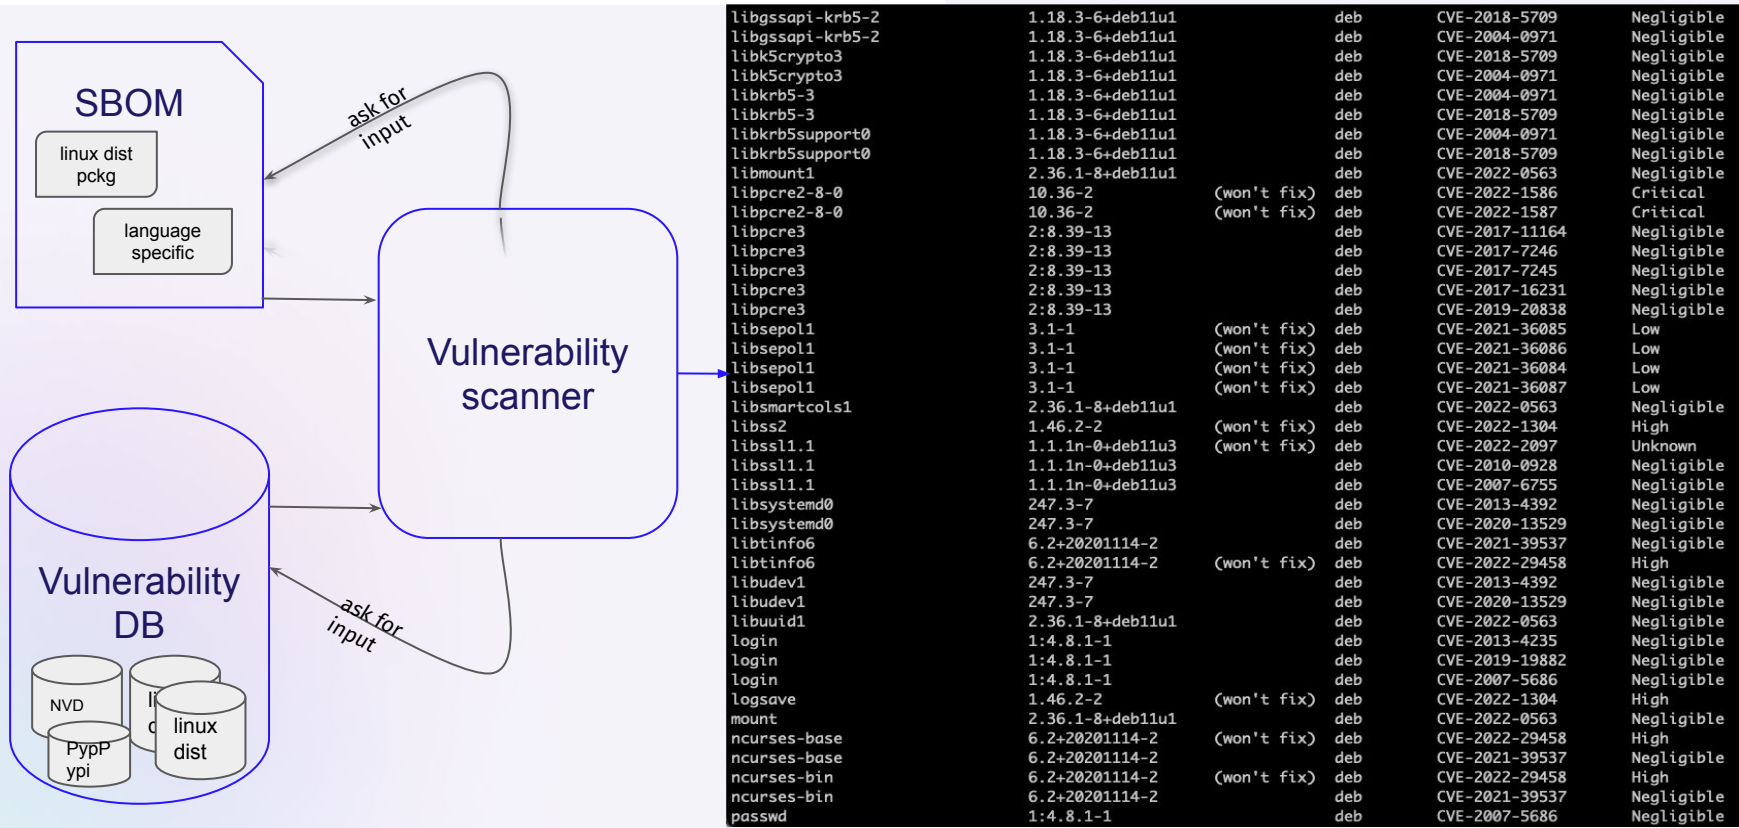 SBOM
linux dist
pckg
language
specific
ask for
input
Vulnerability
scanner
ask for
input
Vulnerability
DB
NVD
li
linux
dist
PypP
ypi
libgssapi-krb5-2 1.18.3-6+deb11u1 deb CVE-2018-5709 Negligible
libgssapi-krb5-2 1.18.3-6+deb11u1 deb CVE-2004-0971 Negligible
libk5crypto3 1.18.3-6+deb11u1 deb CVE-2018-5709 Negligible
libk5crypto3 1.18.3-6+deb11u1 deb CVE-2004-0971 Negligible
libkrb5-3 1.18.3-6+deb11u1 deb CVE-2004-0971 Negligible
libkrb5-3 1.18.3-6+deb11u1 deb CVE-2018-5709 Negligible
libkrb5support0 1.18.3-6+deb11u1 deb CVE-2004-0971 Negligible
libkrb5support0 1.18.3-6+deb11u1 deb CVE-2018-5709 Negligible
libmount1 2.36.1-8+deb11u1 deb CVE-2022-0563 Negligible
libpcre2-8-0 10.36-2 (won't fix) deb CVE-2022-1586 Critical
libpcre2-8-0 10.36-2 (won't fix) deb CVE-2022-1587 Critical
libpcre3 2:8.39-13 deb CVE-2017-11164 Negligible
libpcre3 2:8.39-13 deb CVE-2017-7246 Negligible
libpcre3 2:8.39-13 deb CVE-2017-7245 Negligible
libpcre3 2:8.39-13 deb CVE-2017-16231 Negligible
libpcre3 2:8.39-13 deb CVE-2019-20838 Negligible
libsepol1 3.1-1 (won't fix) deb CVE-2021-36085 Low
libsepol1 3.1-1 (won't fix) deb CVE-2021-36086 Low
libsepol1 3.1-1 (won't fix) deb CVE-2021-36084 Low
libsepol1 3.1-1 (won't fix) deb CVE-2021-36087 Low
libsmartcols1 2.36.1-8+deb11u1 deb CVE-2022-0563 Negligible
libss2 1.46.2-2 (won't fix) deb CVE-2022-1304 High
libssl1.1 1.1.1n-0+deb11u3 (won't fix) deb CVE-2022-2097 Unknown
libssl1.1 1.1.1n-0+deb11u3 deb CVE-2010-0928 Negligible
libssl1.1 1.1.1n-0+deb11u3 deb CVE-2007-6755 Negligible
libsystemd0 247.3-7 deb CVE-2013-4392 Negligible
libsystemd0 247.3-7 deb CVE-2020-13529 Negligible
libtinfo6 6.2+20201114-2 deb CVE-2021-39537 Negligible
libtinfo6 6.2+20201114-2 (won't fix) deb CVE-2022-29458 High
libudev1 247.3-7 deb CVE-2013-4392 Negligible
libudev1 247.3-7 deb CVE-2020-13529 Negligible
libuuid1 2.36.1-8+deb11u1 deb CVE-2022-0563 Negligible
login 1:4.8.1-1 deb CVE-2013-4235 Negligible
login 1:4.8.1-1 deb CVE-2019-19882 Negligible
login 1:4.8.1-1 deb CVE-2007-5686 Negligible
logsave 1.46.2-2 (won't fix) deb CVE-2022-1304 High
mount 2.36.1-8+deb11u1 deb CVE-2022-0563 Negligible
ncurses-base 6.2+20201114-2 (won't fix) deb CVE-2022-29458 High
ncurses-base 6.2+20201114-2 deb CVE-2021-39537 Negligible
ncurses-bin 6.2+20201114-2 (won't fix) deb CVE-2022-29458 High
ncurses-bin 6.2+20201114-2 deb CVE-2021-39537 Negligible
passwd 1:4.8.1-1 deb CVE-2007-5686 Negligible